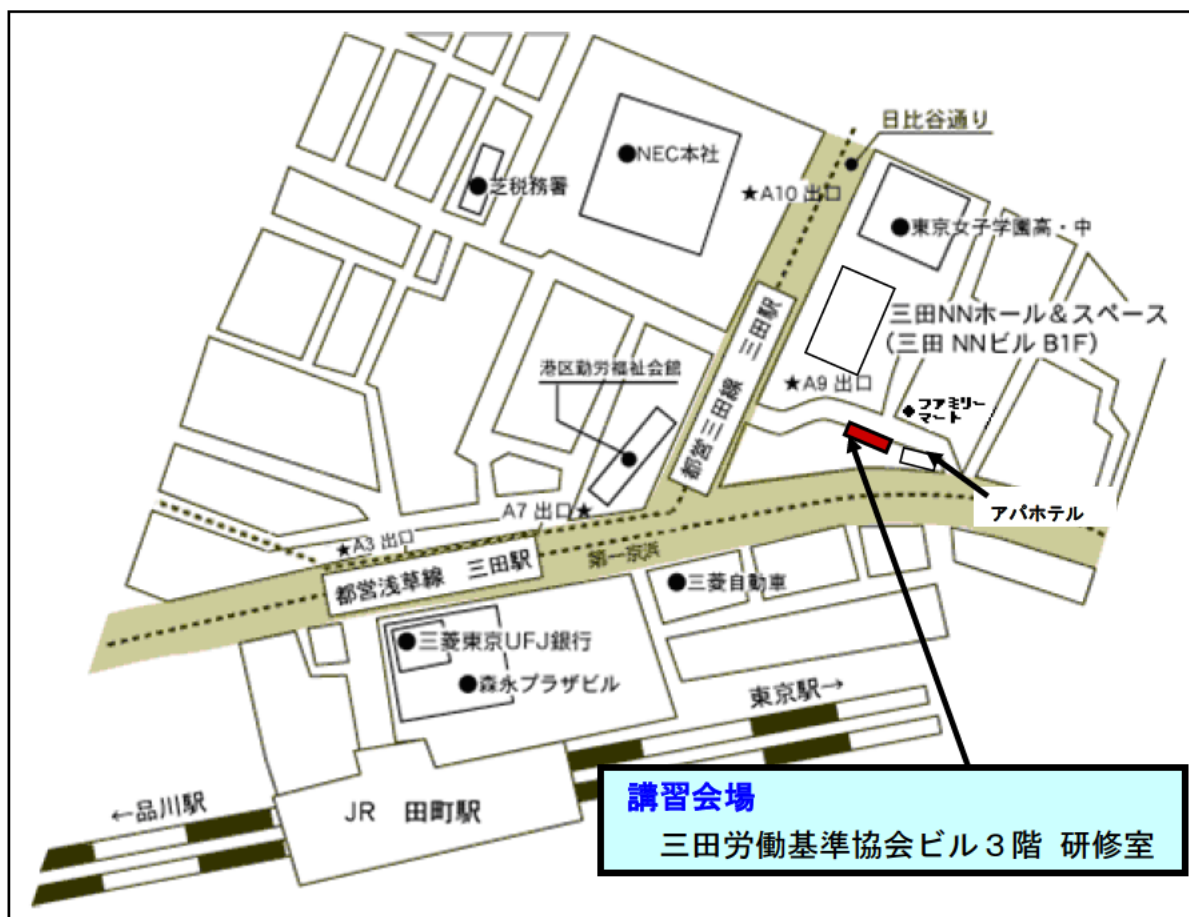 日比谷通り
●NEC本社
●芝税務署
★A10 出口
●東京女子学園高・中
三田NNホール＆スペース
（三田 NNビル B1F）
港区勤労福祉会館
都営三田線　三田駅
★A9 出口
ファミリー
マート
A7 出口★
アパホテル
★A3 出口
都営浅草線　三田駅
第一京浜
●三菱自動車
●三菱東京UFJ銀行
●森永プラザビル
東京駅→
←品川駅
JR　田町駅
講習会場
三田労働基準協会ビル３階 研修室